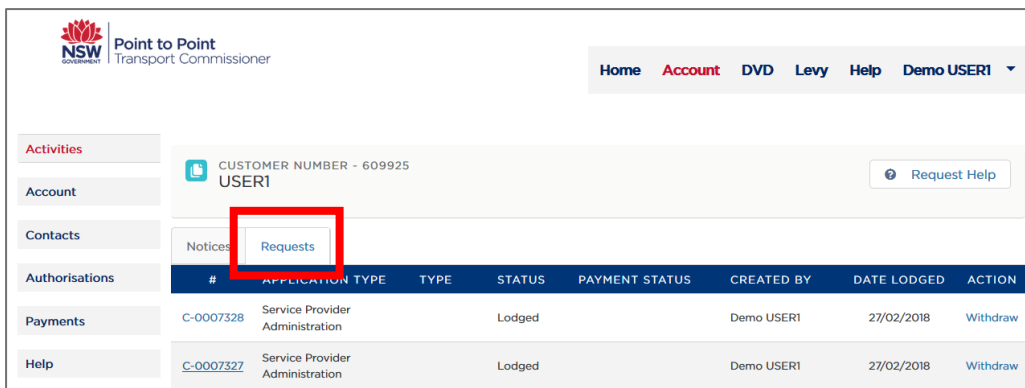 NSW
GOVERNMENT
Point to Point
Transport Commissioner
Home Account DVD Levy Help Demo USER1
Activities
Account
Contacts
Authorisations
Payments
Help
CUSTOMER NUMBER - 609925
USER1
Request Help
Notices Requests
# APPLICATION TYPE TYPE STATUS PAYMENT STATUS CREATED BY DATE LODGED ACTION
C-0007328 Service Provider Administration Lodged Demo USER1 27/02/2018 Withdraw
C-0007327 Service Provider Administration Lodged Demo USER1 27/02/2018 Withdraw